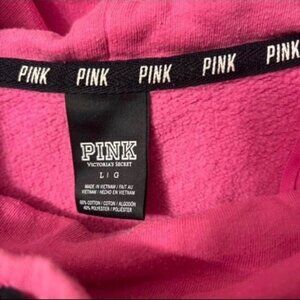 PINK PINK PINK PINK PINK
PINK
VICTORIA'S SECRET
L | G
MADE IN VIETNAM / FAIT AU
VIETNAM / HECHO EN VIETNAM
60% COTTON / COTON / ALGODÓN
40% POLYESTER / POLIÉSTER